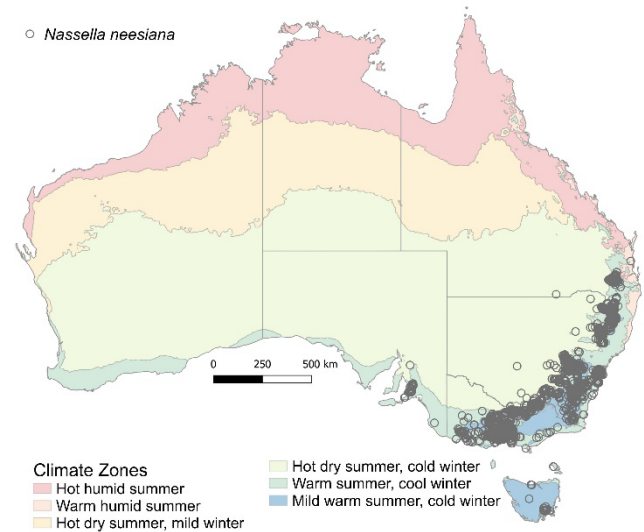 Nassella neesiana
0 250 500 km
Climate Zones
Hot humid summer
Warm humid summer
Hot dry summer, mild winter
Hot dry summer, cold winter
Warm summer, cool winter
Mild warm summer, cold winter